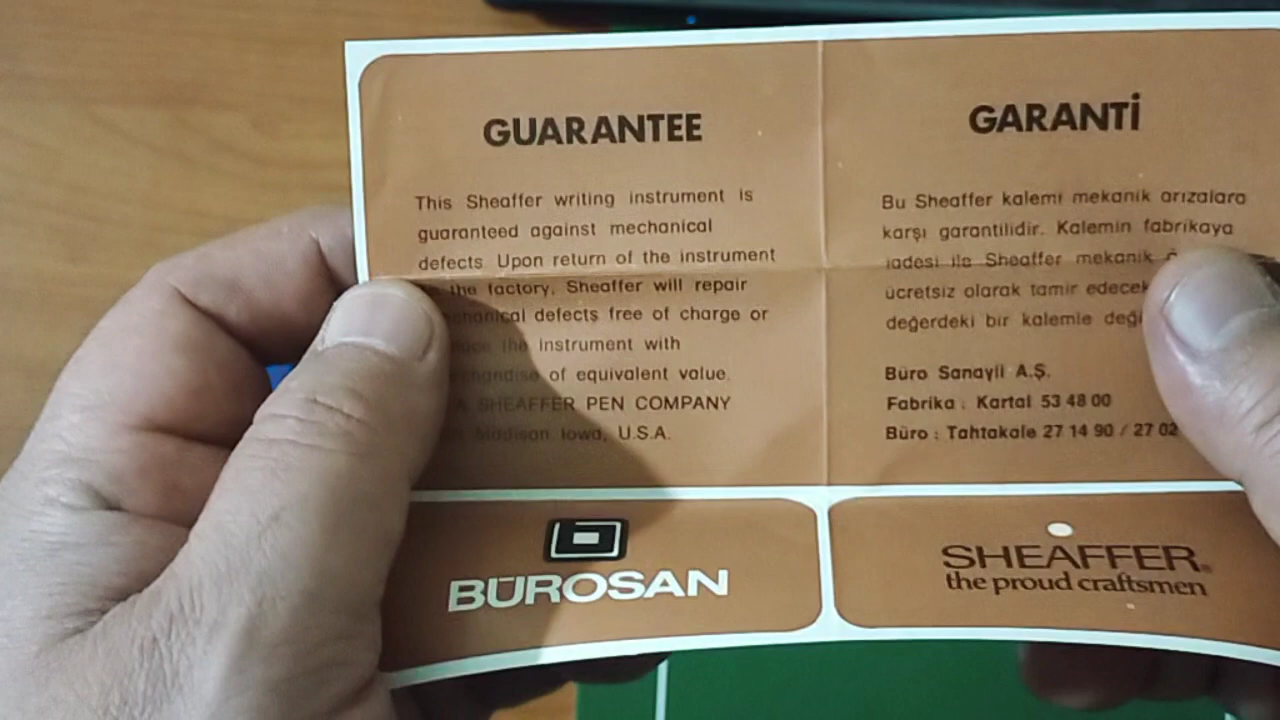 GUARANTEE
This Sheaffer writing instrument is
guaranteed against mechanical
defects. Upon return of the instrument
the factory, Sheaffer will repair
mechanical defects free of charge or
the instrument with
of equivalent value.
SHEAFFER PEN COMPANY
Madison Iowa, U.S.A.
GARANTİ
Bu Sheaffer kalemi mekanik arızalara
karşı garantilidir. Kalemin fabrikaya
iadesi ile Sheaffer mekanik
ücretsiz olarak tamir edecek
değerdeki bir kalemle
Büro Sanayii A.Ş.
Fabrika : Kartal 53 48 00
Büro : Tahtakale 27 14 90 / 27 02
BÜROSAN
SHEAFFER®
the proud craftsmen